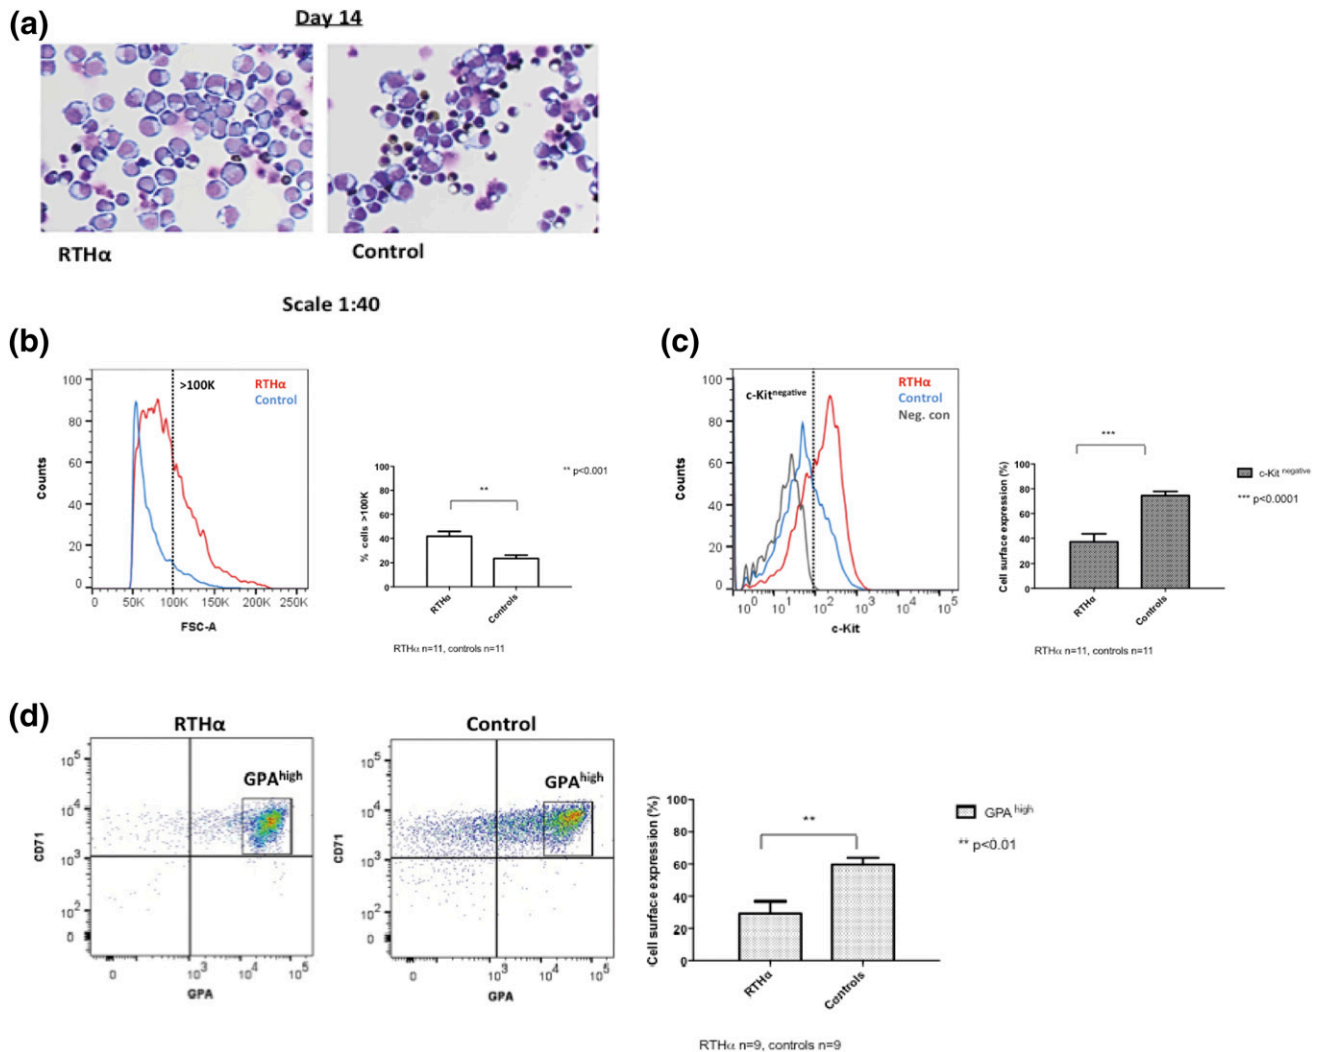 (a)
Day 14
RTHα
Control
Scale 1:40
(b)
100
80
60
40
20
0
Counts
>100K
RTHα
Control
0 50K 100K 150K 200K 250K
FSC-A
100
80
60
40
20
0
% cells >100K
**
** p<0.001
RTHα
Controls
RTHα n=11, controls n=11
(c)
100
80
60
40
20
0
Counts
c-Kitnegative
RTHα
Control
Neg. con
10⁰ 10¹ 10² 10³ 10⁴ 10⁵
c-Kit
100
80
60
40
20
0
Cell surface expression (%)
***
c-Kit negative
*** p<0.0001
RTHα
Controls
RTHα n=11, controls n=11
(d)
RTHα
GPAhigh
10⁵
10⁴
10³
10²
0
CD71
0 10³ 10⁴ 10⁵
GPA
Control
GPAhigh
10⁵
10⁴
10³
10²
0
CD71
0 10³ 10⁴ 10⁵
GPA
100
80
60
40
20
0
Cell surface expression (%)
**
GPA high
** p<0.01
RTHα
Controls
RTHα n=9, controls n=9